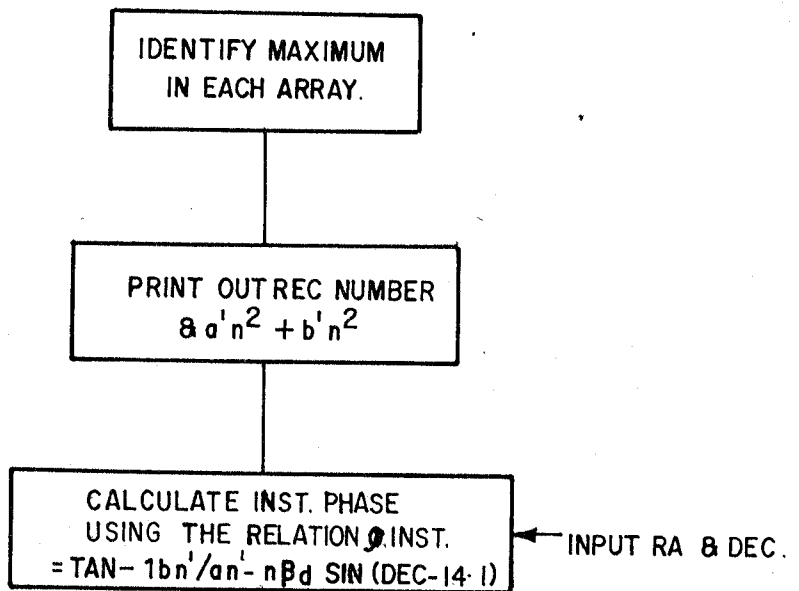 IDENTIFY MAXIMUM
IN EACH ARRAY.
PRINT OUT REC NUMBER
& a'n² + b'n²
CALCULATE INST. PHASE
USING THE RELATION ø.INST.
= TAN- 1bn'/an'- nβd SIN (DEC-14·1)
INPUT RA & DEC.